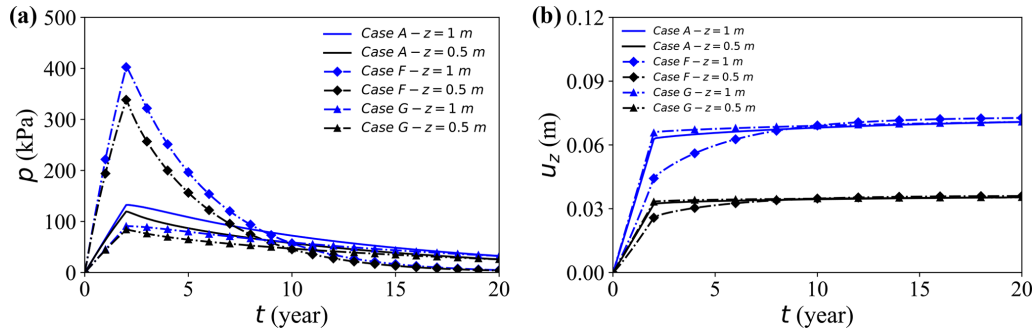 (a)
500
400
300
200
100
0
p (kPa)
0 5 10 15 20
t (year)
Case A − z = 1 m
Case A − z = 0.5 m
Case F − z = 1 m
Case F − z = 0.5 m
Case G − z = 1 m
Case G − z = 0.5 m
(b)
0.12
0.09
0.06
0.03
0.00
u_z (m)
0 5 10 15 20
t (year)
Case A − z = 1 m
Case A − z = 0.5 m
Case F − z = 1 m
Case F − z = 0.5 m
Case G − z = 1 m
Case G − z = 0.5 m